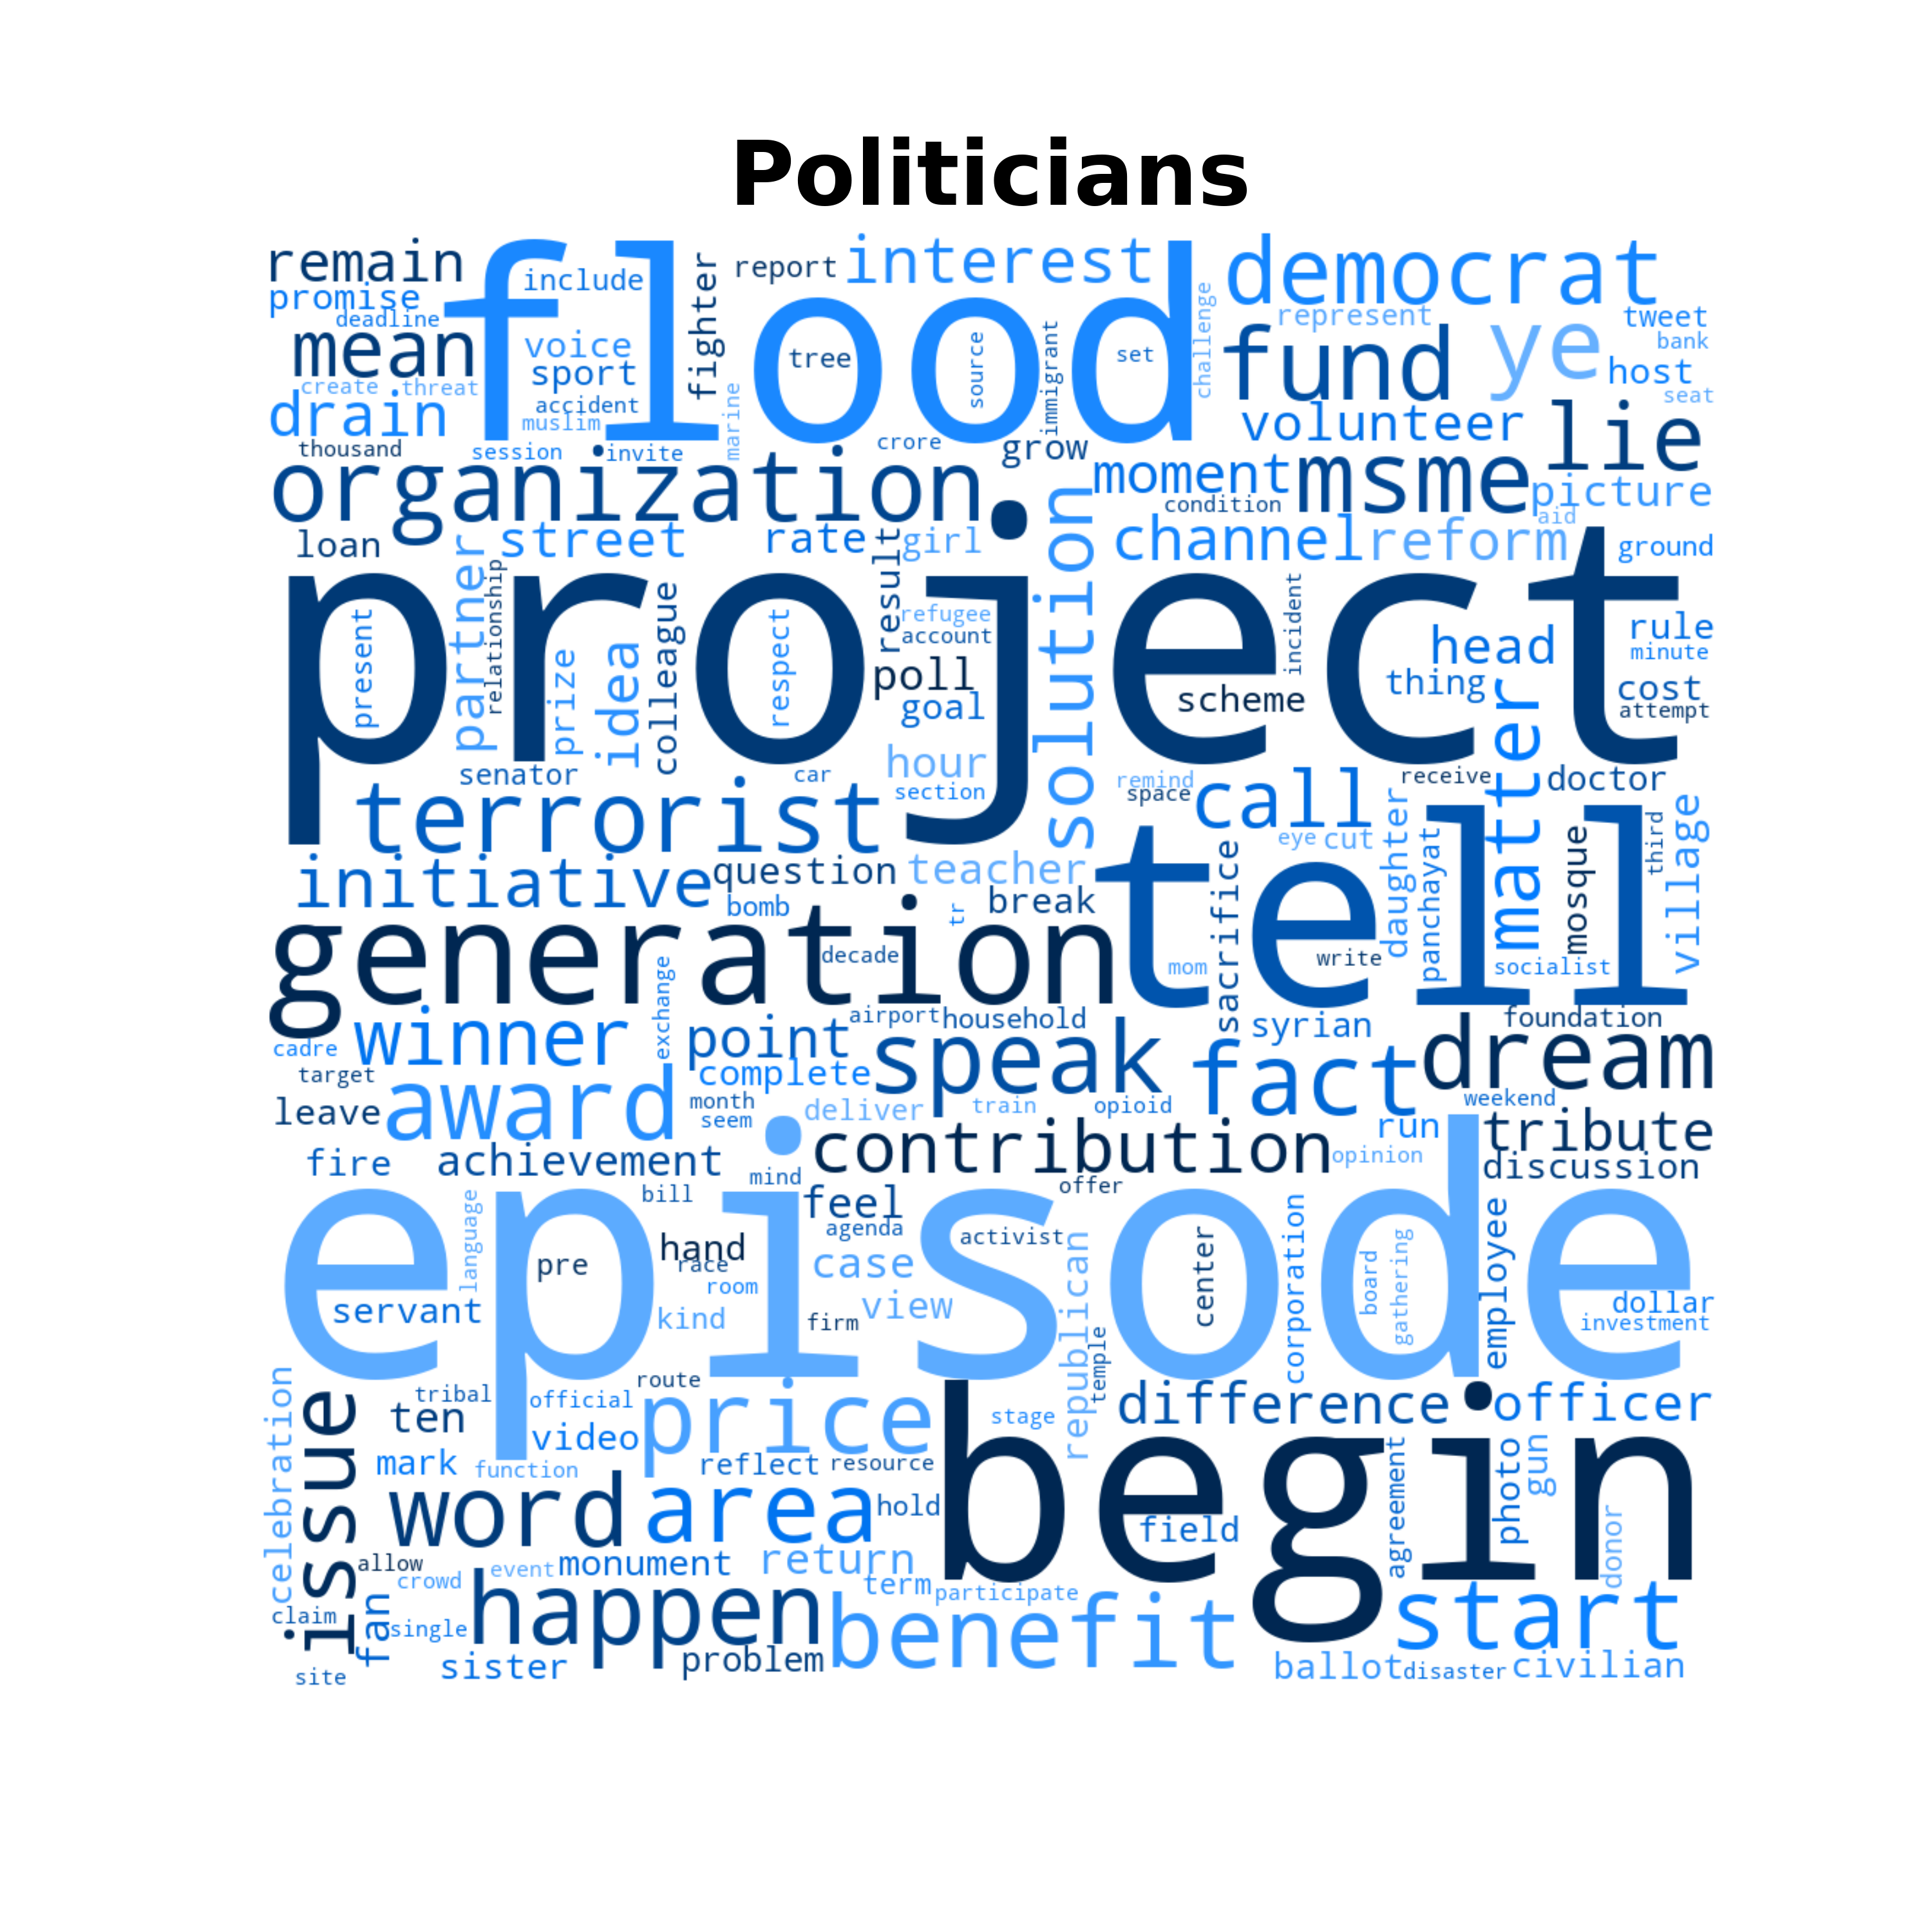 Politicians
remain
promise
deadline
mean
create threat
drain
thousand
flood
include
voice
sport
accident
muslim
session
invite
fighter
marine
report
interest
tree
source
immigrant
set
challenge
democrat
represent
tweet
bank
fund
ye
host
seat
volunteer
lie
crore
grow
organization
moment
condition
msme
picture
aid
loan
street
rate
girl
result
channel
reform
ground
solution
project
present
partner
relationship
prize
idea
colleague
respect
refugee
account
poll
goal
hour
section
incident
scheme
head
thing
rule
minute
cost
attempt
matter
senator
car
remind
space
call
receive
doctor
terrorist
eye cut
daughter
panchayat
mosque
third
village
initiative
question
teacher
bomb
tr
break
sacrifice
tell
write
mom
socialist
generation
decade
exchange
airport
household
syrian
foundation
cadre
winner
point
speak
fact
dream
target
complete
leave
award
month
seem
deliver
train
opioid
weekend
run
tribute
fire
achievement
mind
contribution
opinion
discussion
bill
feel
offer
episode
language
pre
hand
race
room
agenda
case
activist
republican
center
corporation
board
gathering
employee
servant
kind
firm
view
temple
dollar
investment
celebration
issue
tribal
ten
official
route
video
price
stage
difference
officer
mark
function
reflect
resource
begin
agreement
photo
gun
donor
word
area
hold
field
allow
crowd
event
monument
return
term
participate
claim
fan
single
happen
benefit
start
site
sister
problem
ballot
disaster
civilian